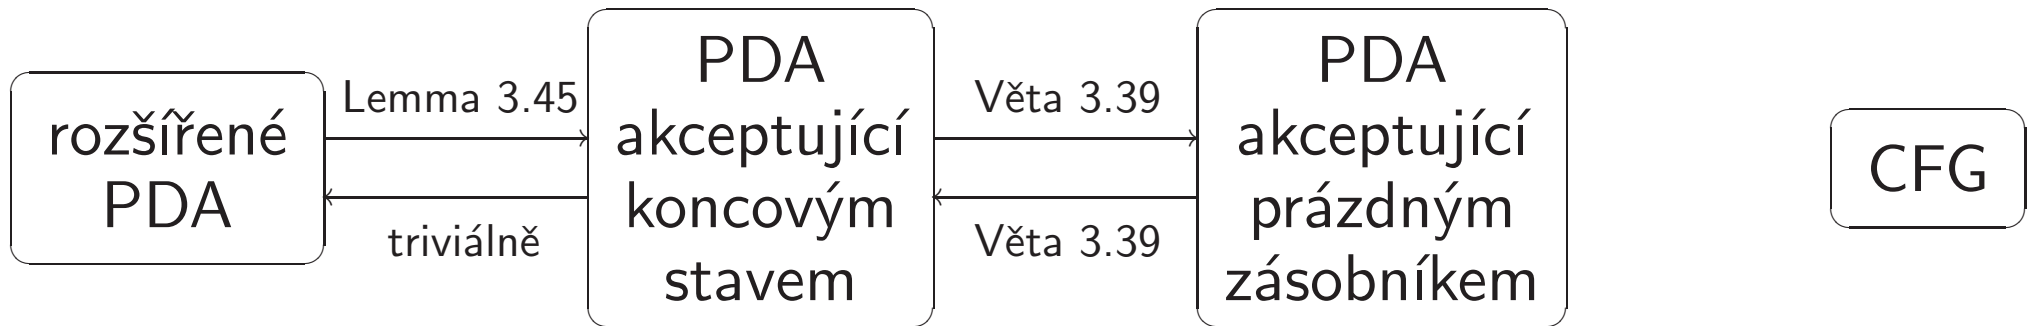 rozšířené
PDA
Lemma 3.45
triviálně
PDA
akceptující
koncovým
stavem
Věta 3.39
Věta 3.39
PDA
akceptující
prázdným
zásobníkem
CFG